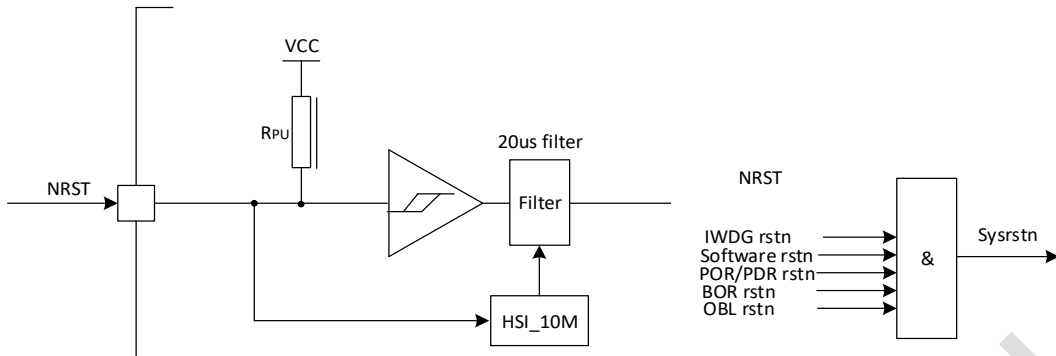 VCC
RPU
20us filter
NRST
Filter
HSI_10M
NRST
IWDG rstn
Software rstn
POR/PDR rstn
BOR rstn
OBL rstn
&
Sysrstn